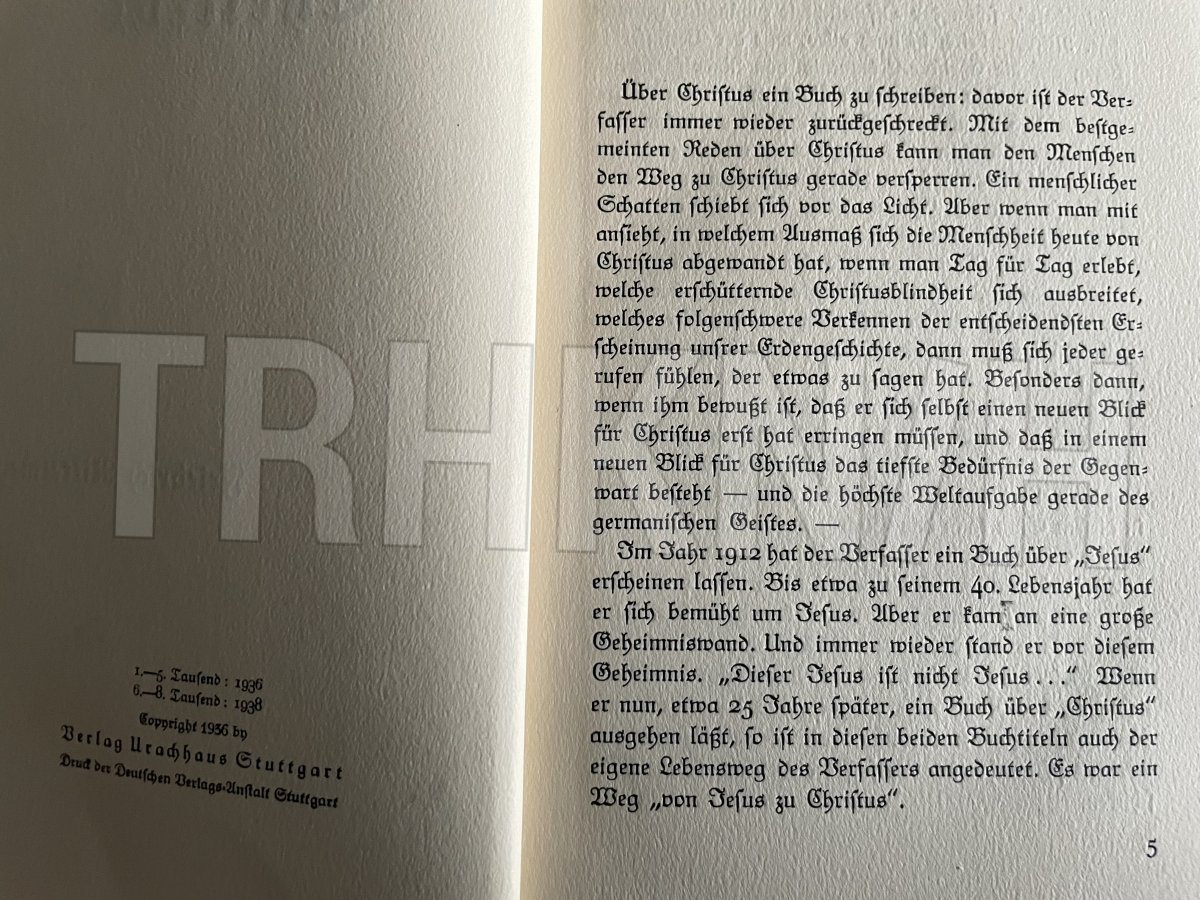 1.—5. Tausend: 1936
6.—8. Tausend: 1938
Copyright 1936 by
Verlag Urachhaus Stuttgart
Druck der Deutschen Verlags-Anstalt Stuttgart
Über Christus ein Buch zu schreiben: davor ist der Ver-
fasser immer wieder zurückgeschreckt. Mit dem bestge-
meinten Reden über Christus kann man den Menschen
den Weg zu Christus gerade versperren. Ein menschlicher
Schatten schiebt sich vor das Licht. Aber wenn man mit
ansieht, in welchem Ausmaß sich die Menschheit heute von
Christus abgewandt hat, wenn man Tag für Tag erlebt,
welche erschütternde Christusblindheit sich ausbreitet,
welches folgenschwere Verkennen der entscheidendsten Er-
scheinung unsrer Erdengeschichte, dann muß sich jeder ge-
rufen fühlen, der etwas zu sagen hat. Besonders dann,
wenn ihm bewußt ist, daß er sich selbst einen neuen Blick
für Christus erst hat erringen müssen, und daß in einem
neuen Blick für Christus das tiefste Bedürfnis der Gegen-
wart besteht — und die höchste Weltaufgabe gerade des
germanischen Geistes. —
Im Jahr 1912 hat der Verfasser ein Buch über „Jesus“
erscheinen lassen. Bis etwa zu seinem 40. Lebensjahr hat
er sich bemüht um Jesus. Aber er kam an eine große
Geheimniswand. Und immer wieder stand er vor diesem
Geheimnis. „Dieser Jesus ist nicht Jesus...“ Wenn
er nun, etwa 25 Jahre später, ein Buch über „Christus“
ausgehen läßt, so ist in diesen beiden Buchtiteln auch der
eigene Lebensweg des Verfassers angedeutet. Es war ein
Weg „von Jesus zu Christus“.
5